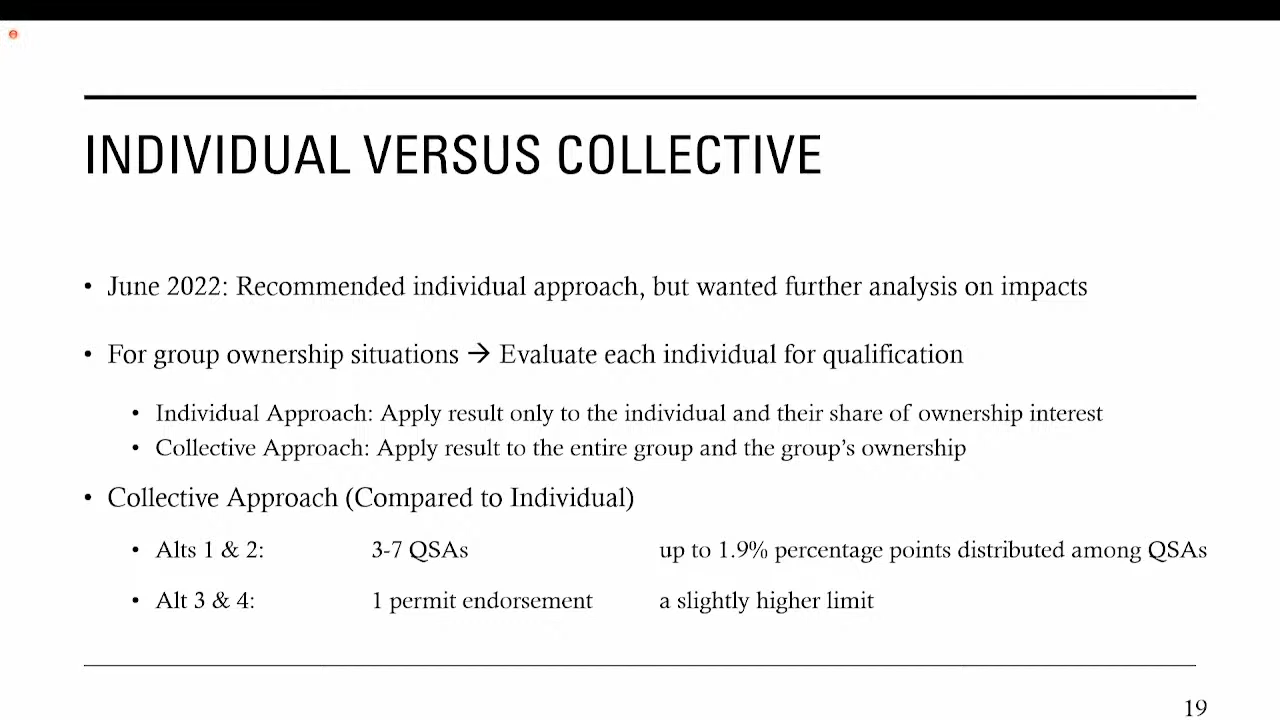 INDIVIDUAL VERSUS COLLECTIVE
• June 2022: Recommended individual approach, but wanted further analysis on impacts
• For group ownership situations → Evaluate each individual for qualification
• Individual Approach: Apply result only to the individual and their share of ownership interest
• Collective Approach: Apply result to the entire group and the group's ownership
• Collective Approach (Compared to Individual)
• Alts 1 & 2: 3-7 QSAs up to 1.9% percentage points distributed among QSAs
• Alt 3 & 4: 1 permit endorsement a slightly higher limit
19